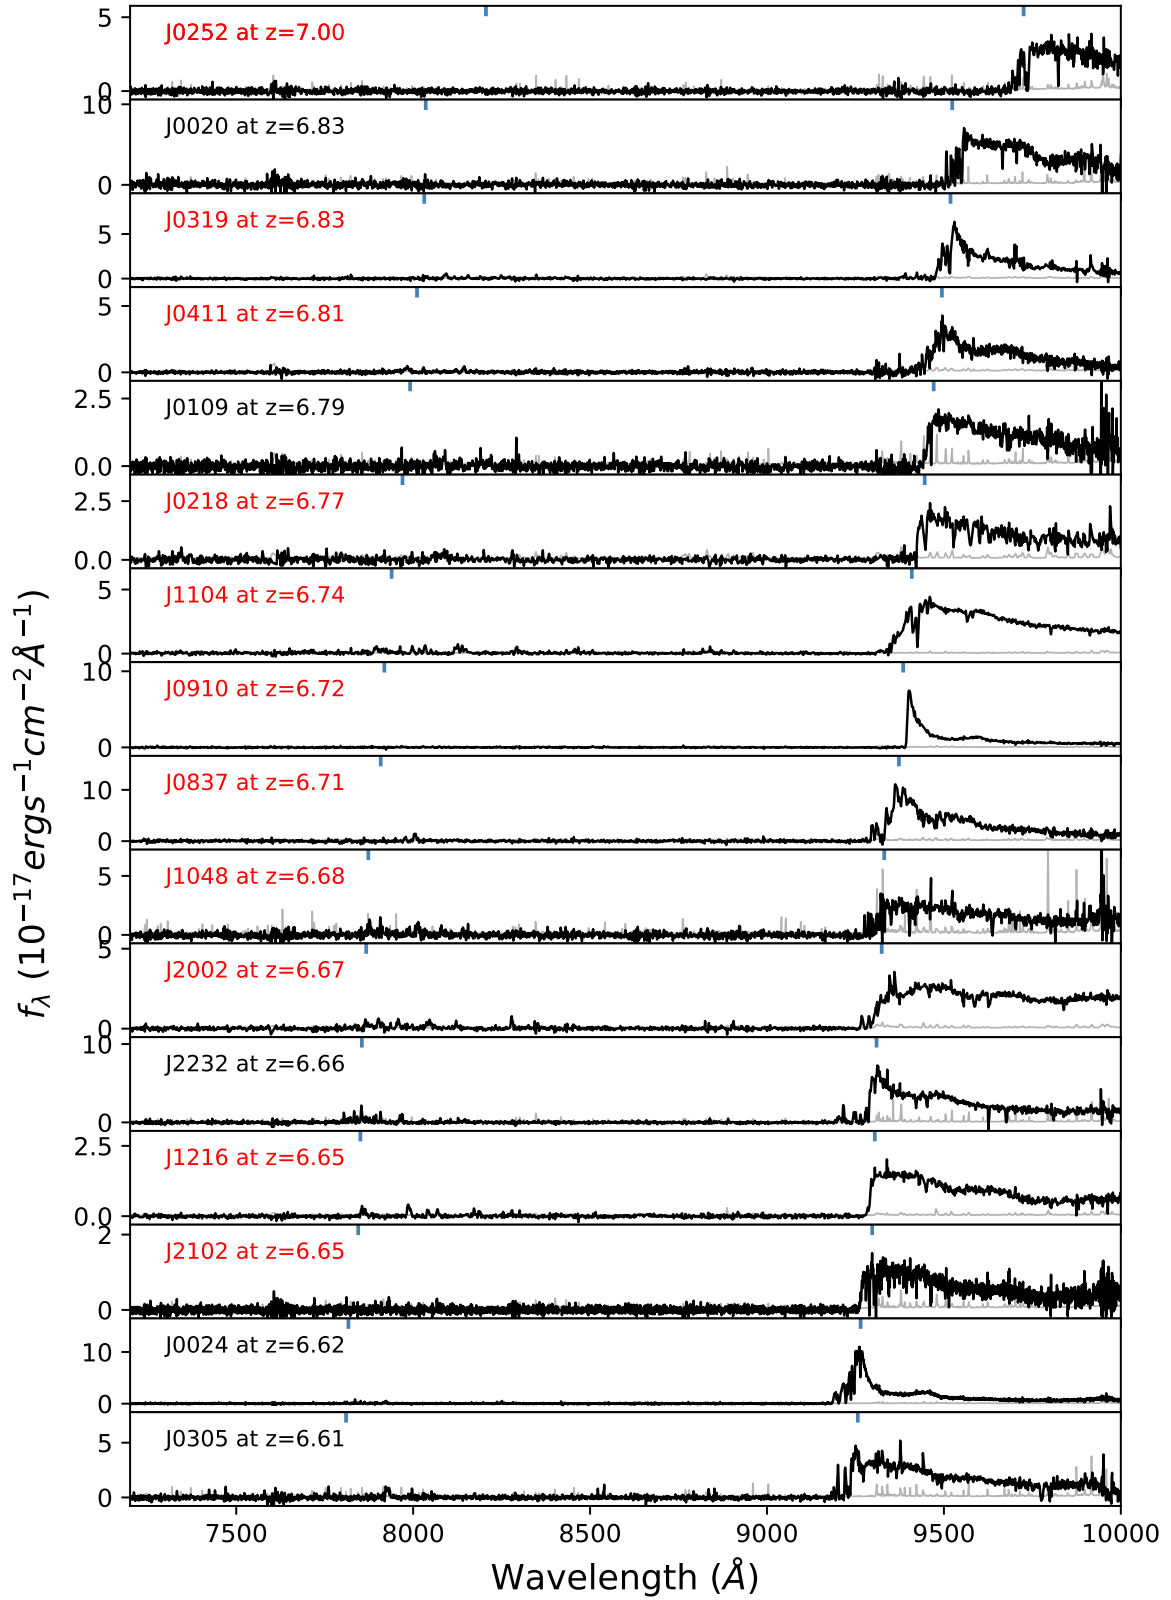 5
J0252 at z=7.00
0
10
J0020 at z=6.83
0
J0319 at z=6.83
5
0
5
J0411 at z=6.81
0
2.5
J0109 at z=6.79
0.0
J0218 at z=6.77
2.5
0.0
5
J1104 at z=6.74
0
10
J0910 at z=6.72
0
J0837 at z=6.71
10
0
J1048 at z=6.68
5
0
5
J2002 at z=6.67
0
10
J2232 at z=6.66
0
2.5
J1216 at z=6.65
0.0
2
J2102 at z=6.65
0
J0024 at z=6.62
10
0
J0305 at z=6.61
5
0
7500 8000 8500 9000 9500 10000
Wavelength (Å)
fλ (10−17ergs−1cm−2Å−1)